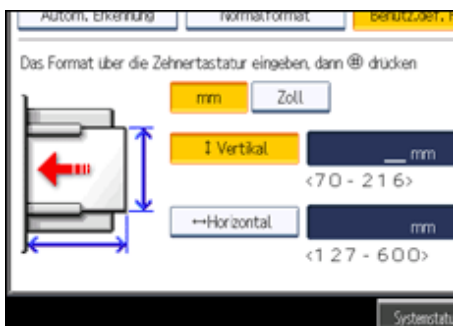 Autom. Erkennung Normalformat Benutz.def. F
Das Format über die Zehnertastatur eingeben, dann ⊞ drücken
mm Zoll
↕ Vertikal __ mm
<70 - 216>
↔Horizontal mm
<127 - 600>
Systemstatu